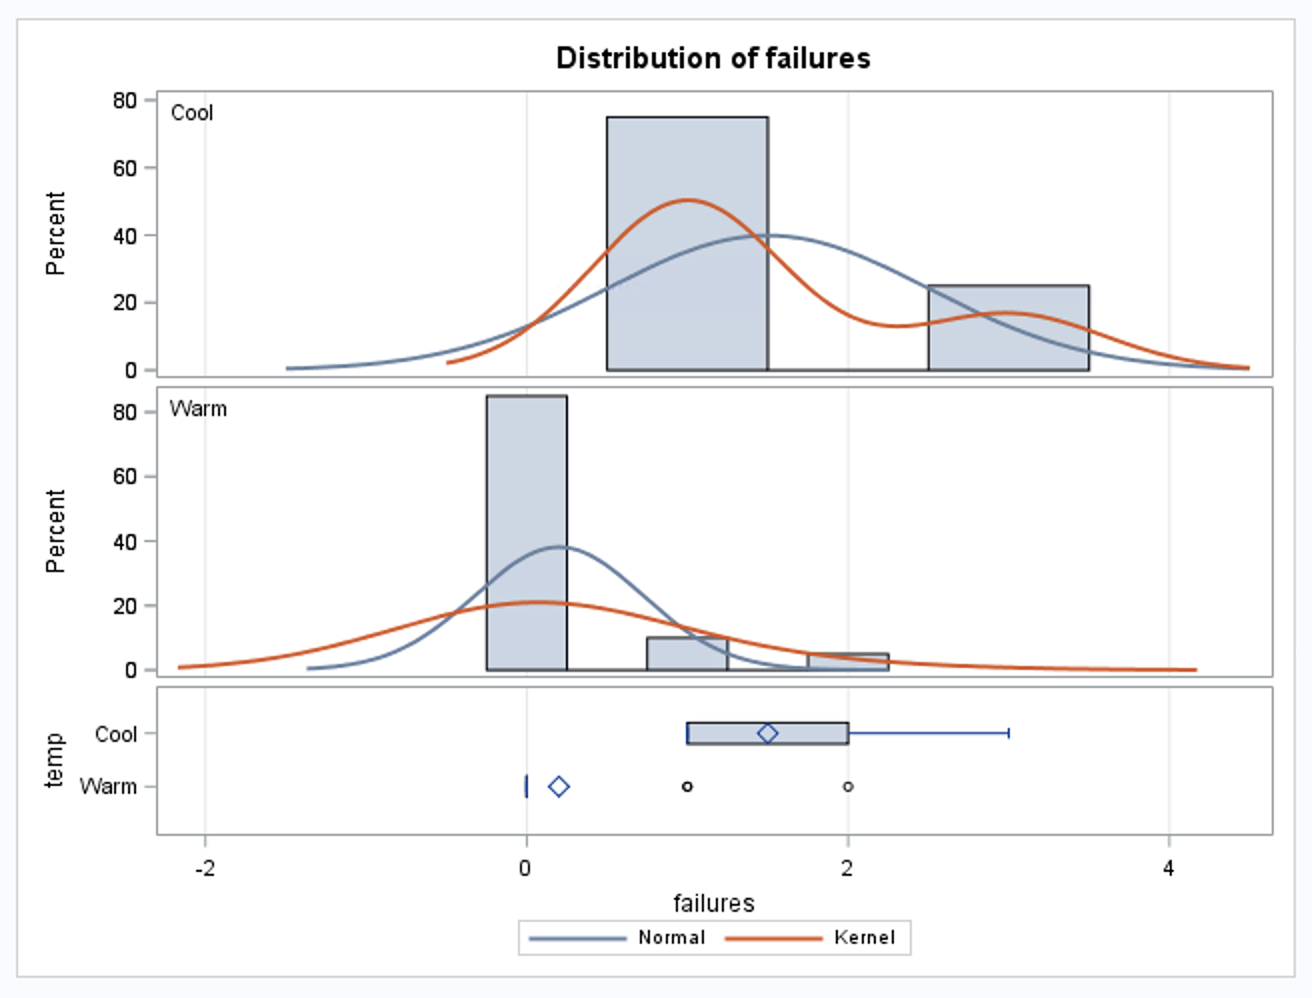 Distribution of failures
80
Cool
60
Percent
40
20
0
Warm
80
60
Percent
40
20
0
temp
Cool
Warm
-2 0 2 4
failures
Normal Kernel